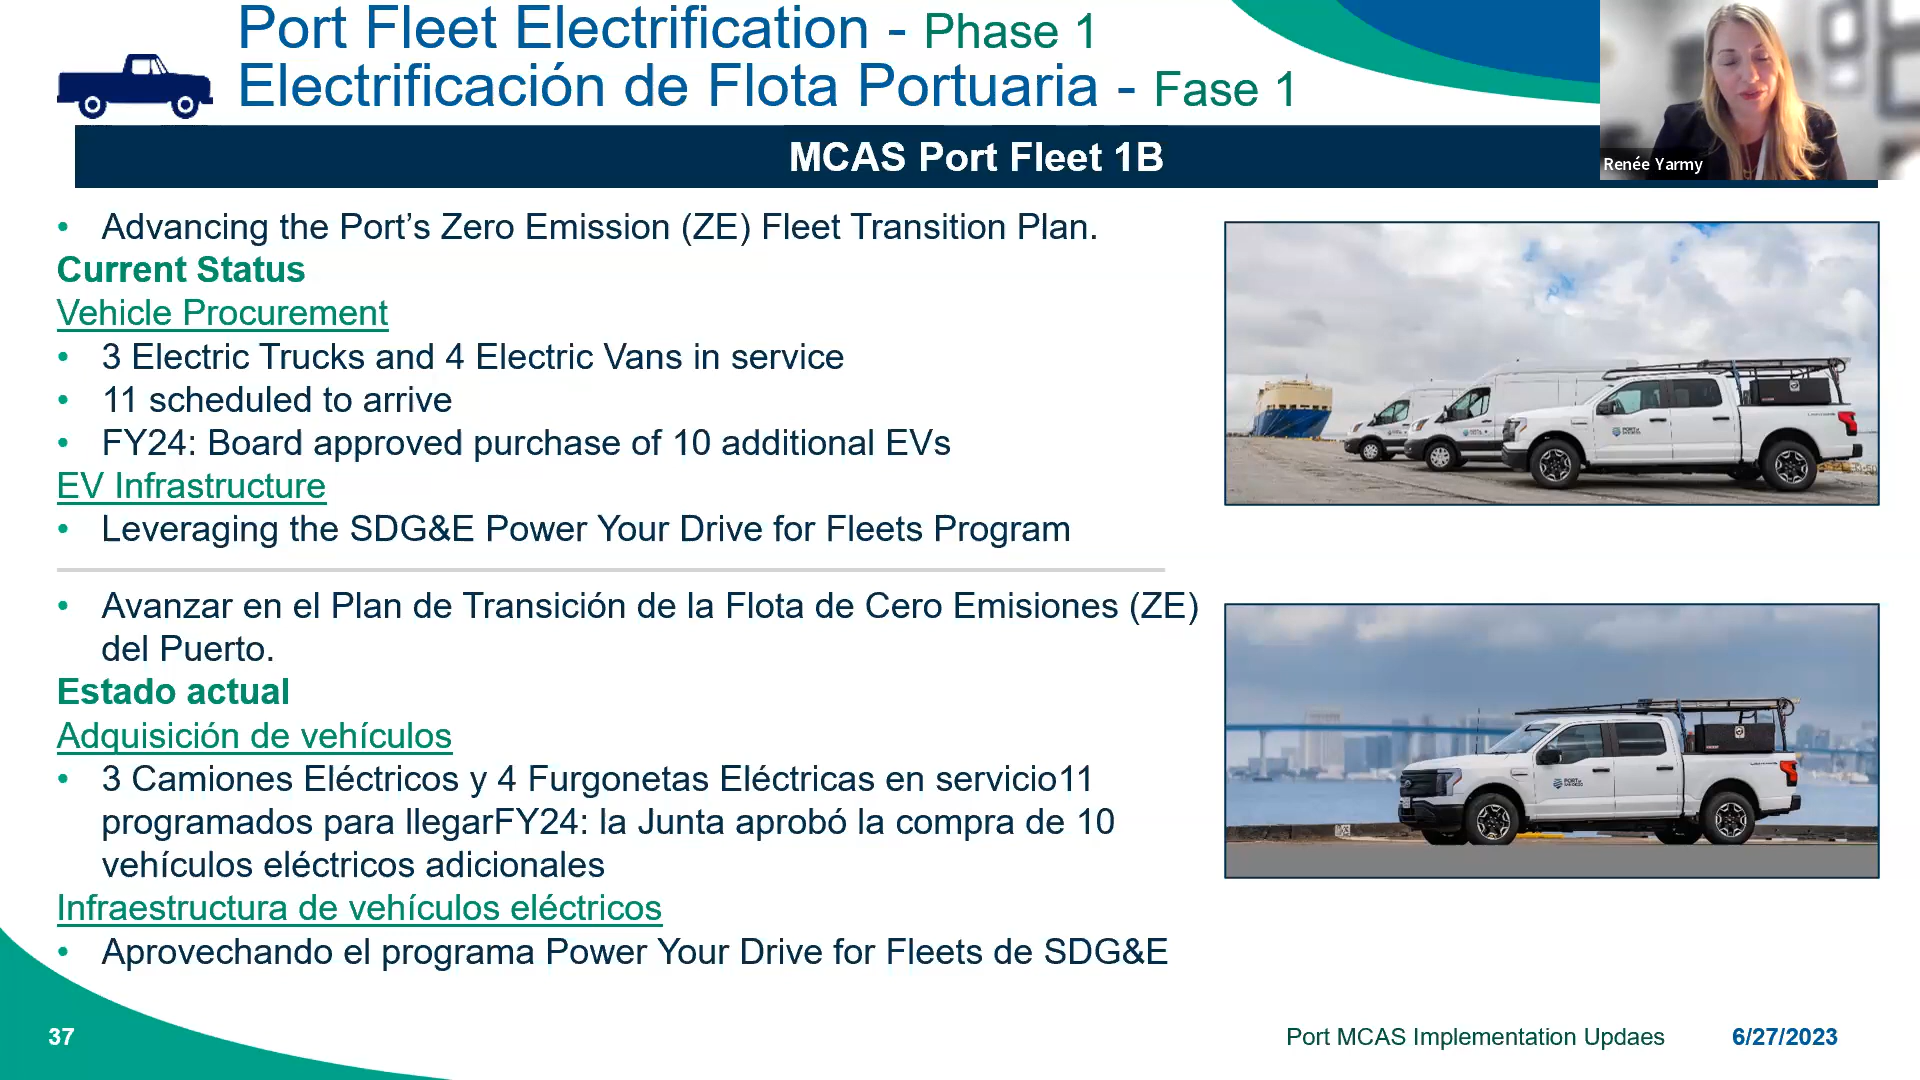 Port Fleet Electrification - Phase 1
Electrificación de Flota Portuaria - Fase 1
Renée Yarmy
MCAS Port Fleet 1B
• Advancing the Port’s Zero Emission (ZE) Fleet Transition Plan.
Current Status
Vehicle Procurement
• 3 Electric Trucks and 4 Electric Vans in service
• 11 scheduled to arrive
• FY24: Board approved purchase of 10 additional EVs
EV Infrastructure
• Leveraging the SDG&E Power Your Drive for Fleets Program
• Avanzar en el Plan de Transición de la Flota de Cero Emisiones (ZE)
del Puerto.
Estado actual
Adquisición de vehículos
• 3 Camiones Eléctricos y 4 Furgonetas Eléctricas en servicio11
programados para llegarFY24: la Junta aprobó la compra de 10
vehículos eléctricos adicionales
Infraestructura de vehículos eléctricos
• Aprovechando el programa Power Your Drive for Fleets de SDG&E
37
Port MCAS Implementation Updaes
6/27/2023